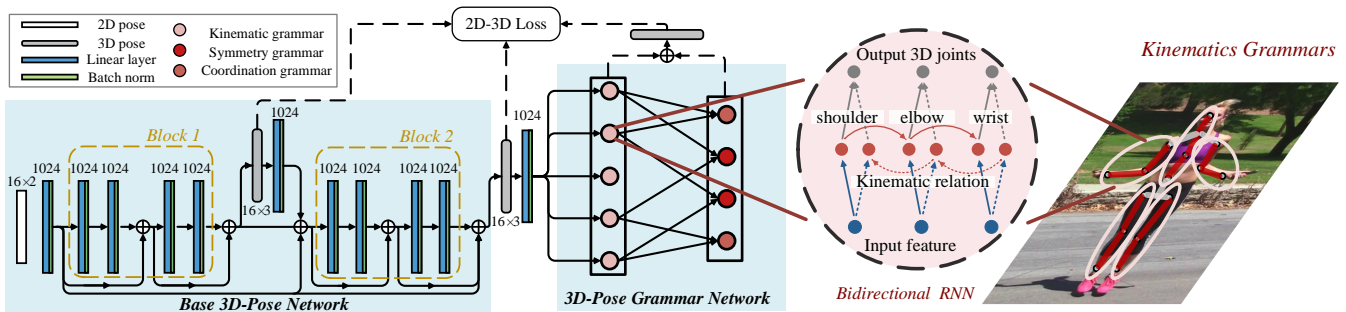 2D pose
3D pose
Linear layer
Batch norm
Kinematic grammar
Symmetry grammar
Coordination grammar
2D-3D Loss
Block 1
Block 2
16×2
1024
1024
1024
1024
1024
16×3
1024
1024
1024
1024
1024
16×3
1024
Base 3D-Pose Network
3D-Pose Grammar Network
Output 3D joints
shoulder elbow wrist
Kinematic relation
Input feature
Bidirectional RNN
Kinematics Grammars